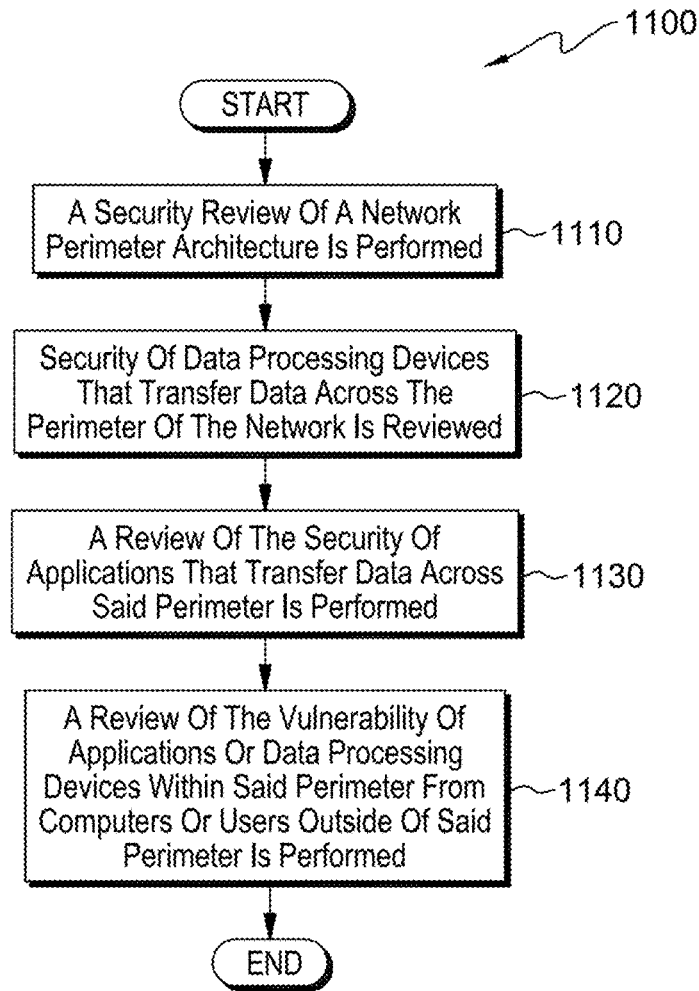 1100
START
A Security Review Of A Network
Perimeter Architecture Is Performed
1110
Security Of Data Processing Devices
That Transfer Data Across The
Perimeter Of The Network Is Reviewed
1120
A Review Of The Security Of
Applications That Transfer Data Across
Said Perimeter Is Performed
1130
A Review Of The Vulnerability Of
Applications Or Data Processing
Devices Within Said Perimeter From
Computers Or Users Outside Of Said
Perimeter Is Performed
1140
END